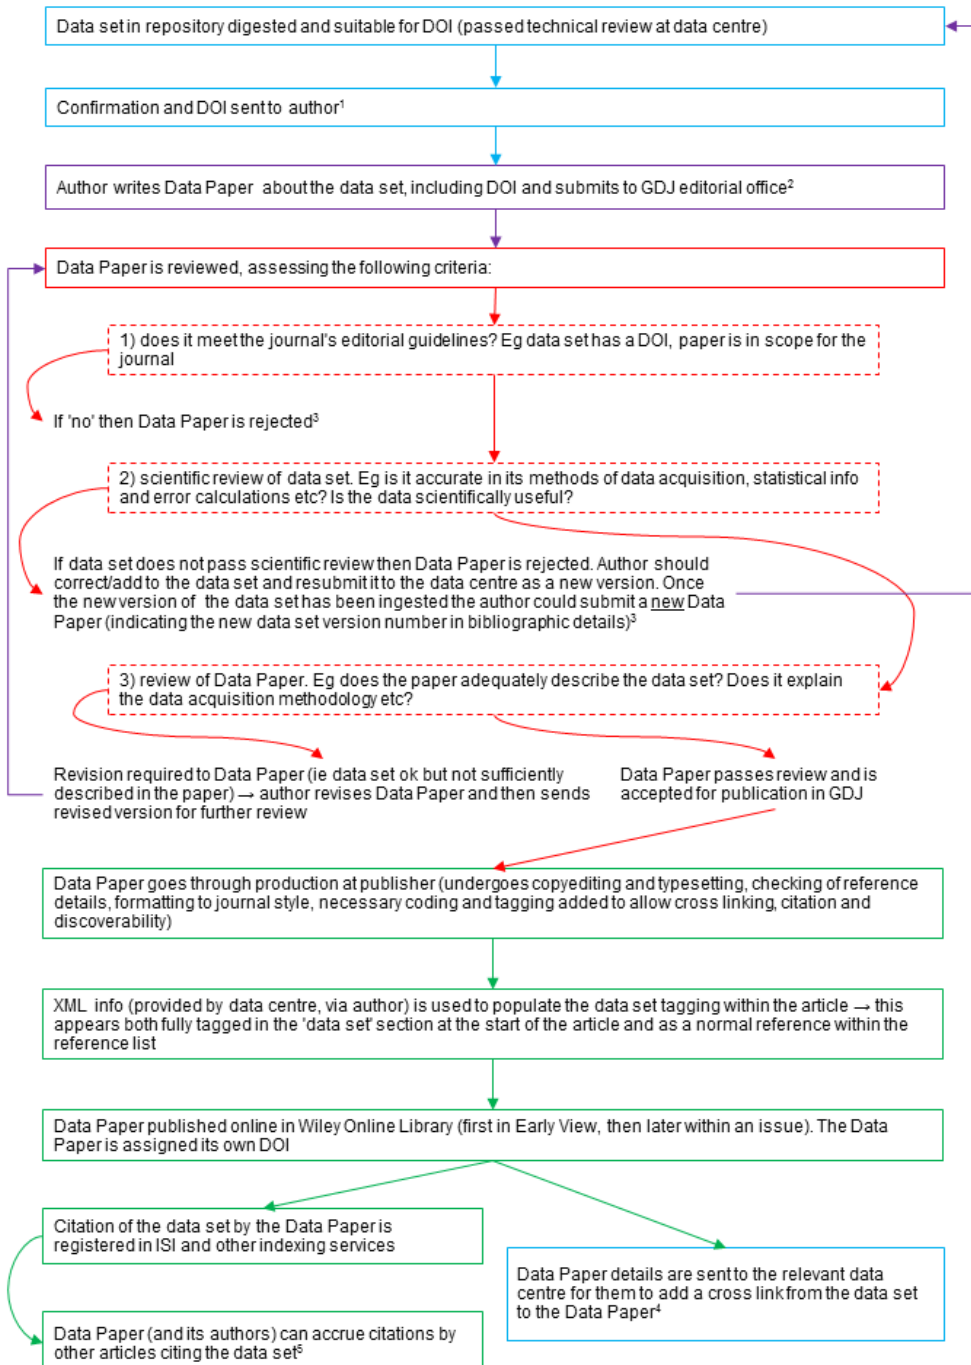 Data set in repository digested and suitable for DOI (passed technical review at data centre)
Confirmation and DOI sent to author¹
Author writes Data Paper about the data set, including DOI and submits to GDJ editorial office²
Data Paper is reviewed, assessing the following criteria:
1) does it meet the journal's editorial guidelines? Eg data set has a DOI, paper is in scope for the
journal
If 'no' then Data Paper is rejected³
2) scientific review of data set. Eg is it accurate in its methods of data acquisition, statistical info
and error calculations etc? Is the data scientifically useful?
If data set does not pass scientific review then Data Paper is rejected. Author should
correct/add to the data set and resubmit it to the data centre as a new version. Once
the new version of the data set has been ingested the author could submit a new Data
Paper (indicating the new data set version number in bibliographic details)³
3) review of Data Paper. Eg does the paper adequately describe the data set? Does it explain
the data acquisition methodology etc?
Revision required to Data Paper (ie data set ok but not sufficiently
described in the paper) → author revises Data Paper and then sends
revised version for further review
Data Paper passes review and is
accepted for publication in GDJ
Data Paper goes through production at publisher (undergoes copyediting and typesetting, checking of reference
details, formatting to journal style, necessary coding and tagging added to allow cross linking, citation and
discoverability)
XML info (provided by data centre, via author) is used to populate the data set tagging within the article → this
appears both fully tagged in the 'data set' section at the start of the article and as a normal reference within the
reference list
Data Paper published online in Wiley Online Library (first in Early View, then later within an issue). The Data
Paper is assigned its own DOI
Citation of the data set by the Data Paper is
registered in ISI and other indexing services
Data Paper details are sent to the relevant data
centre for them to add a cross link from the data set
to the Data Paper⁴
Data Paper (and its authors) can accrue citations by
other articles citing the data set⁵